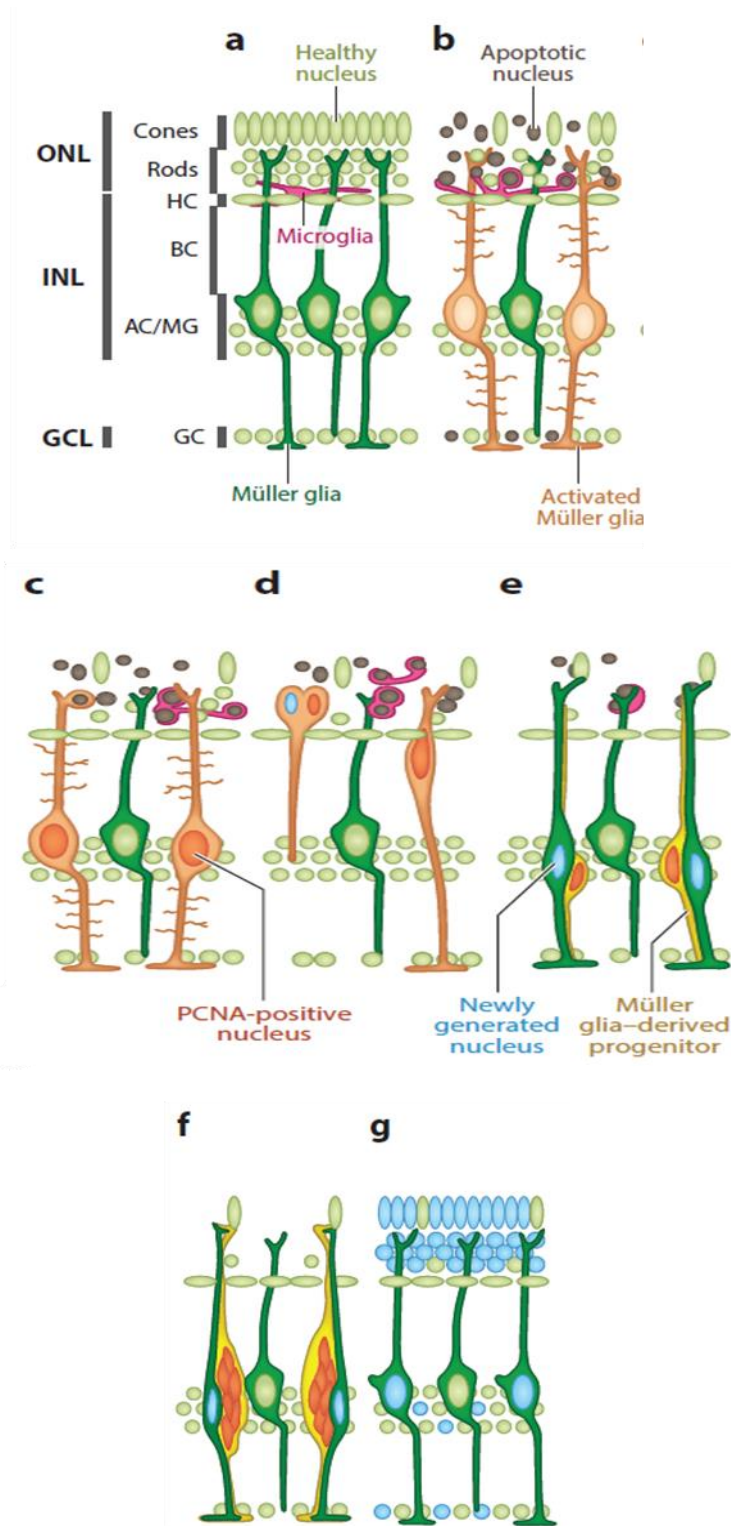 a
b
Healthy
nucleus
Apoptotic
nucleus
ONL
Cones
Rods
HC
Microglia
INL
BC
AC/MG
GCL
GC
Müller glia
Activated
Müller glia
c
d
e
PCNA-positive
nucleus
Newly
generated
nucleus
Müller
glia–derived
progenitor
f
g